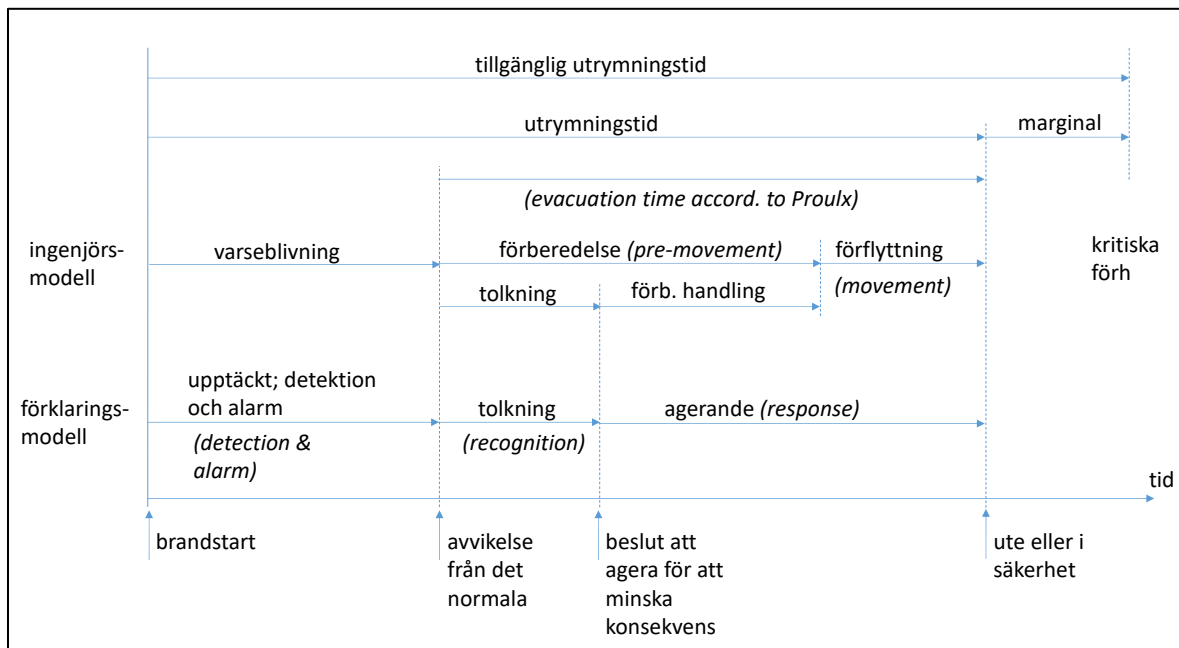 tillgänglig utrymningstid
utrymningstid
marginal
(evacuation time accord. to Proulx)
ingenjörs-
modell
varseblivning
förberedelse (pre-movement)
förflyttning
(movement)
kritiska
förh
tolkning
förb. handling
förklarings-
modell
upptäckt; detektion
och alarm
(detection &
alarm)
tolkning
(recognition)
agerande (response)
tid
brandstart
avvikelse
från det
normala
beslut att
agera för att
minska
konsekvens
ute eller i
säkerhet